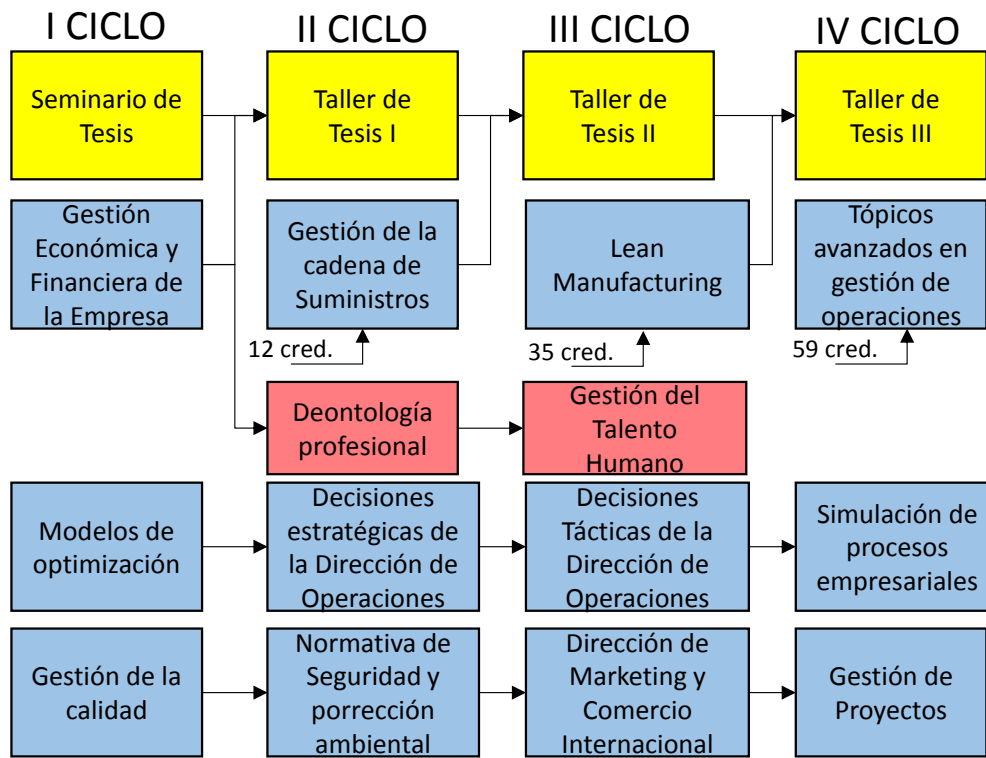 I CICLO
II CICLO
III CICLO
IV CICLO
Seminario de
Tesis
Taller de
Tesis I
Taller de
Tesis II
Taller de
Tesis III
Gestión
Económica y
Financiera de
la Empresa
Gestión de la
cadena de
Suministros
Lean
Manufacturing
Tópicos
avanzados en
gestión de
operaciones
12 cred.
35 cred.
59 cred.
Deontología
profesional
Gestión del
Talento
Humano
Modelos de
optimización
Decisiones
estratégicas de
la Dirección de
Operaciones
Decisiones
Tácticas de la
Dirección de
Operaciones
Simulación de
procesos
empresariales
Gestión de la
calidad
Normativa de
Seguridad y
porrección
ambiental
Dirección de
Marketing y
Comercio
Internacional
Gestión de
Proyectos